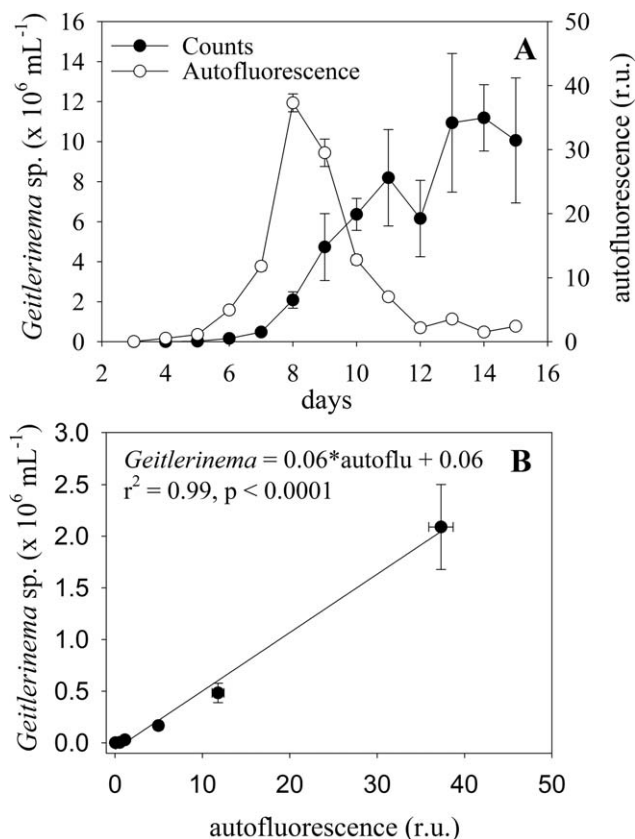 A
Counts
Autofluorescence
Geitlerinema sp. (x 10⁶ mL⁻¹)
16
14
12
10
8
6
4
2
0
50
40
30
20
10
0
autofluorescence (r.u.)
2 4 6 8 10 12 14 16
days
B
Geitlerinema = 0.06*autoflu + 0.06
r² = 0.99, p < 0.0001
Geitlerinema sp. (x 10⁶ mL⁻¹)
3.0
2.5
2.0
1.5
1.0
0.5
0.0
0 10 20 30 40 50
autofluorescence (r.u.)